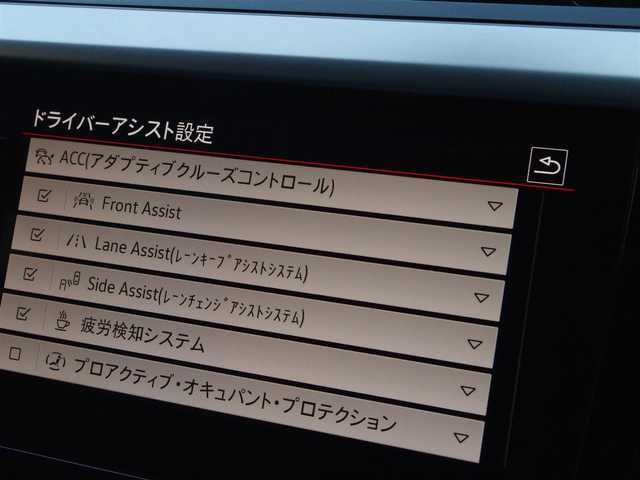 ドライバーアシスト設定
ACC(アダプティブクルーズコントロール)
Front Assist
Lane Assist(ﾚｰﾝｷｰﾌﾟｱｼｽﾄｼｽﾃﾑ)
Side Assist(ﾚｰﾝﾁｪﾝｼﾞｱｼｽﾄｼｽﾃﾑ)
疲労検知システム
プロアクティブ・オキュパント・プロテクション